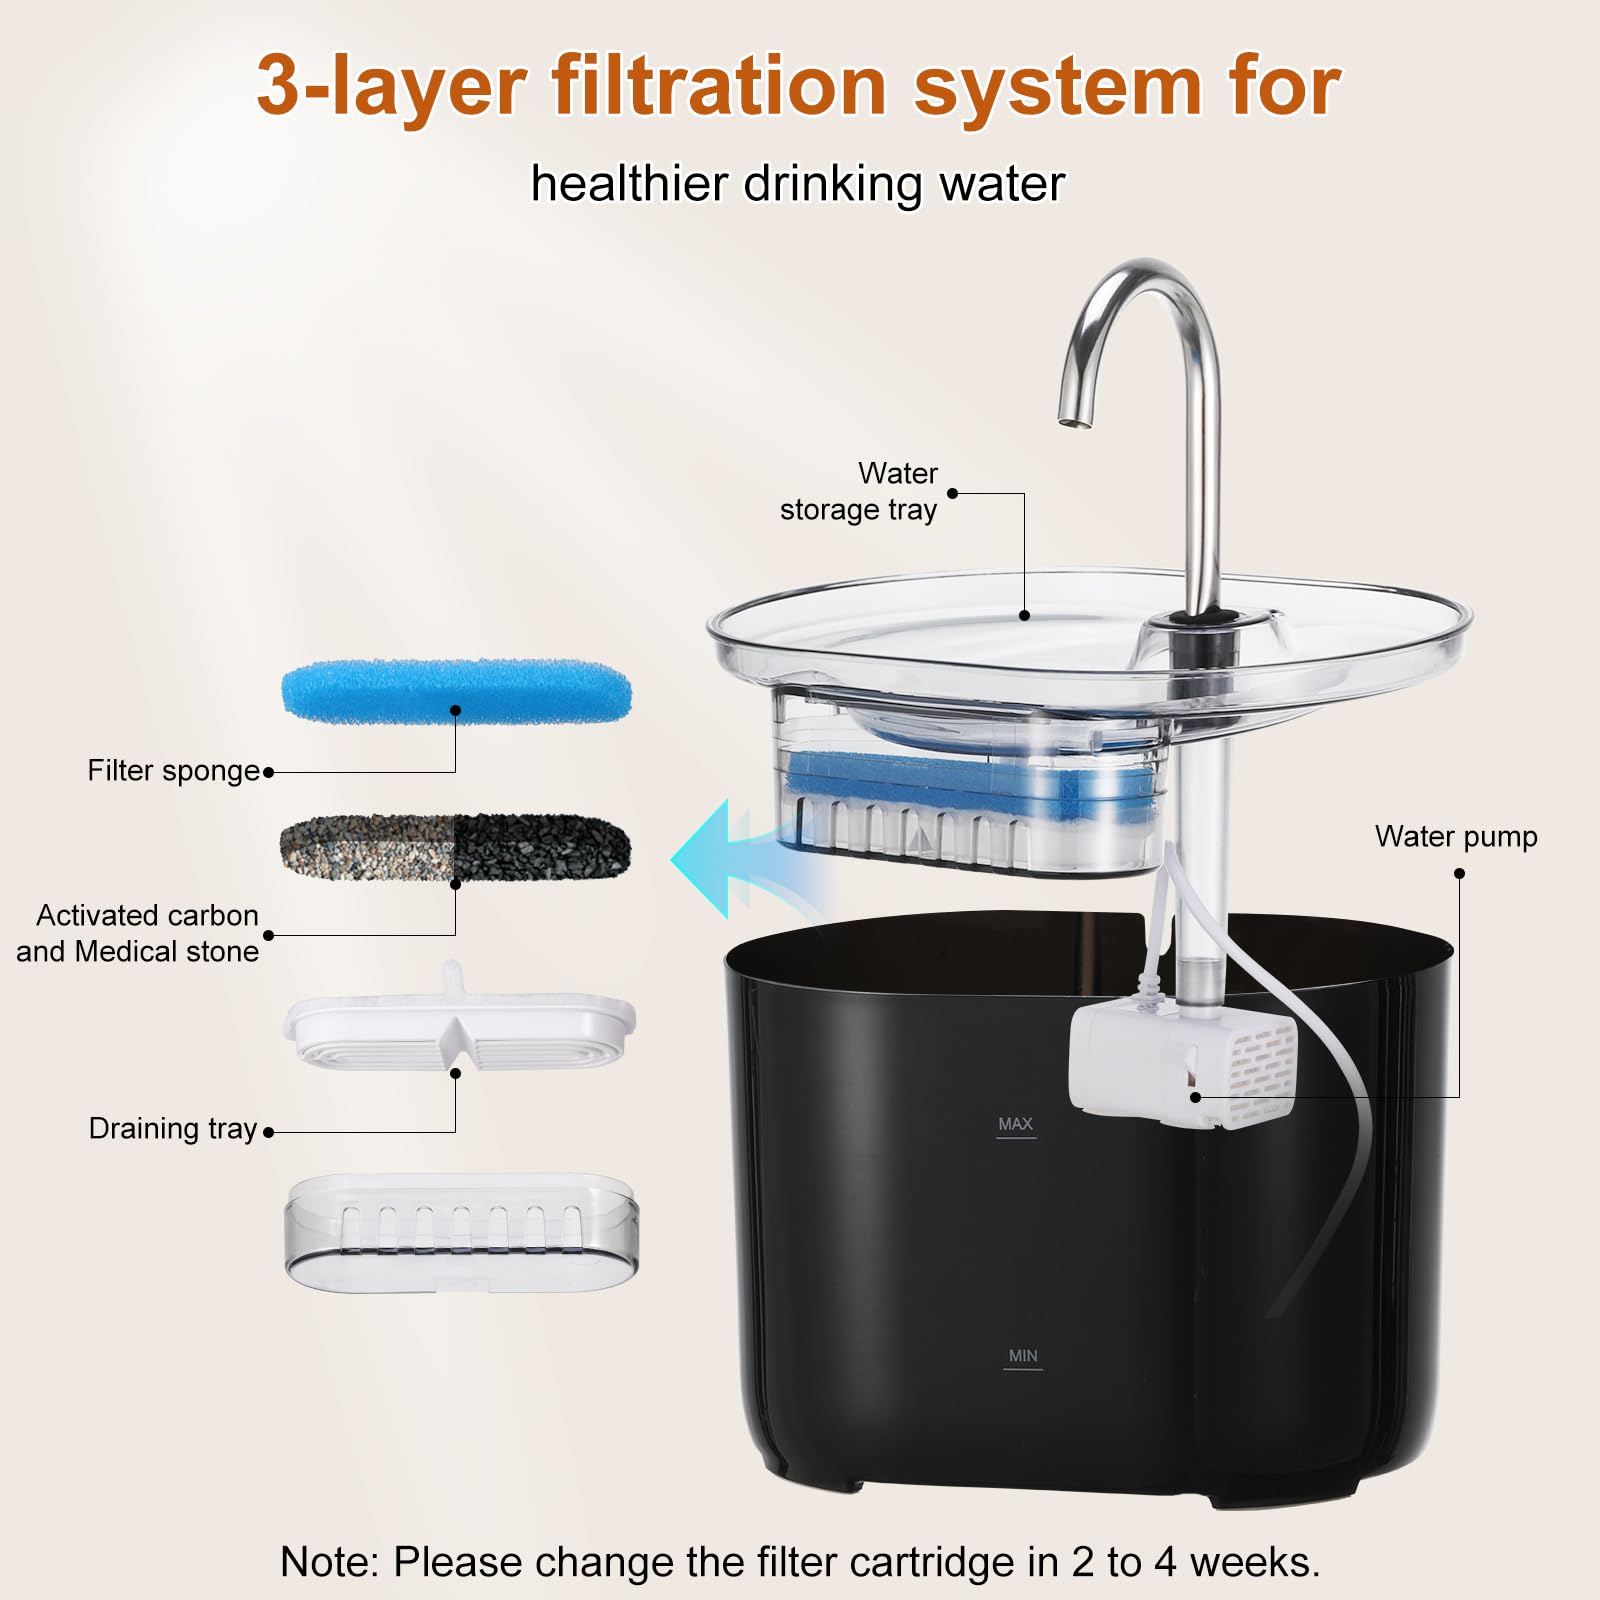 3-layer filtration system for
healthier drinking water
Water
storage tray
Filter sponge
Water pump
Activated carbon
and Medical stone
Draining tray
MAX
MIN
Note: Please change the filter cartridge in 2 to 4 weeks.